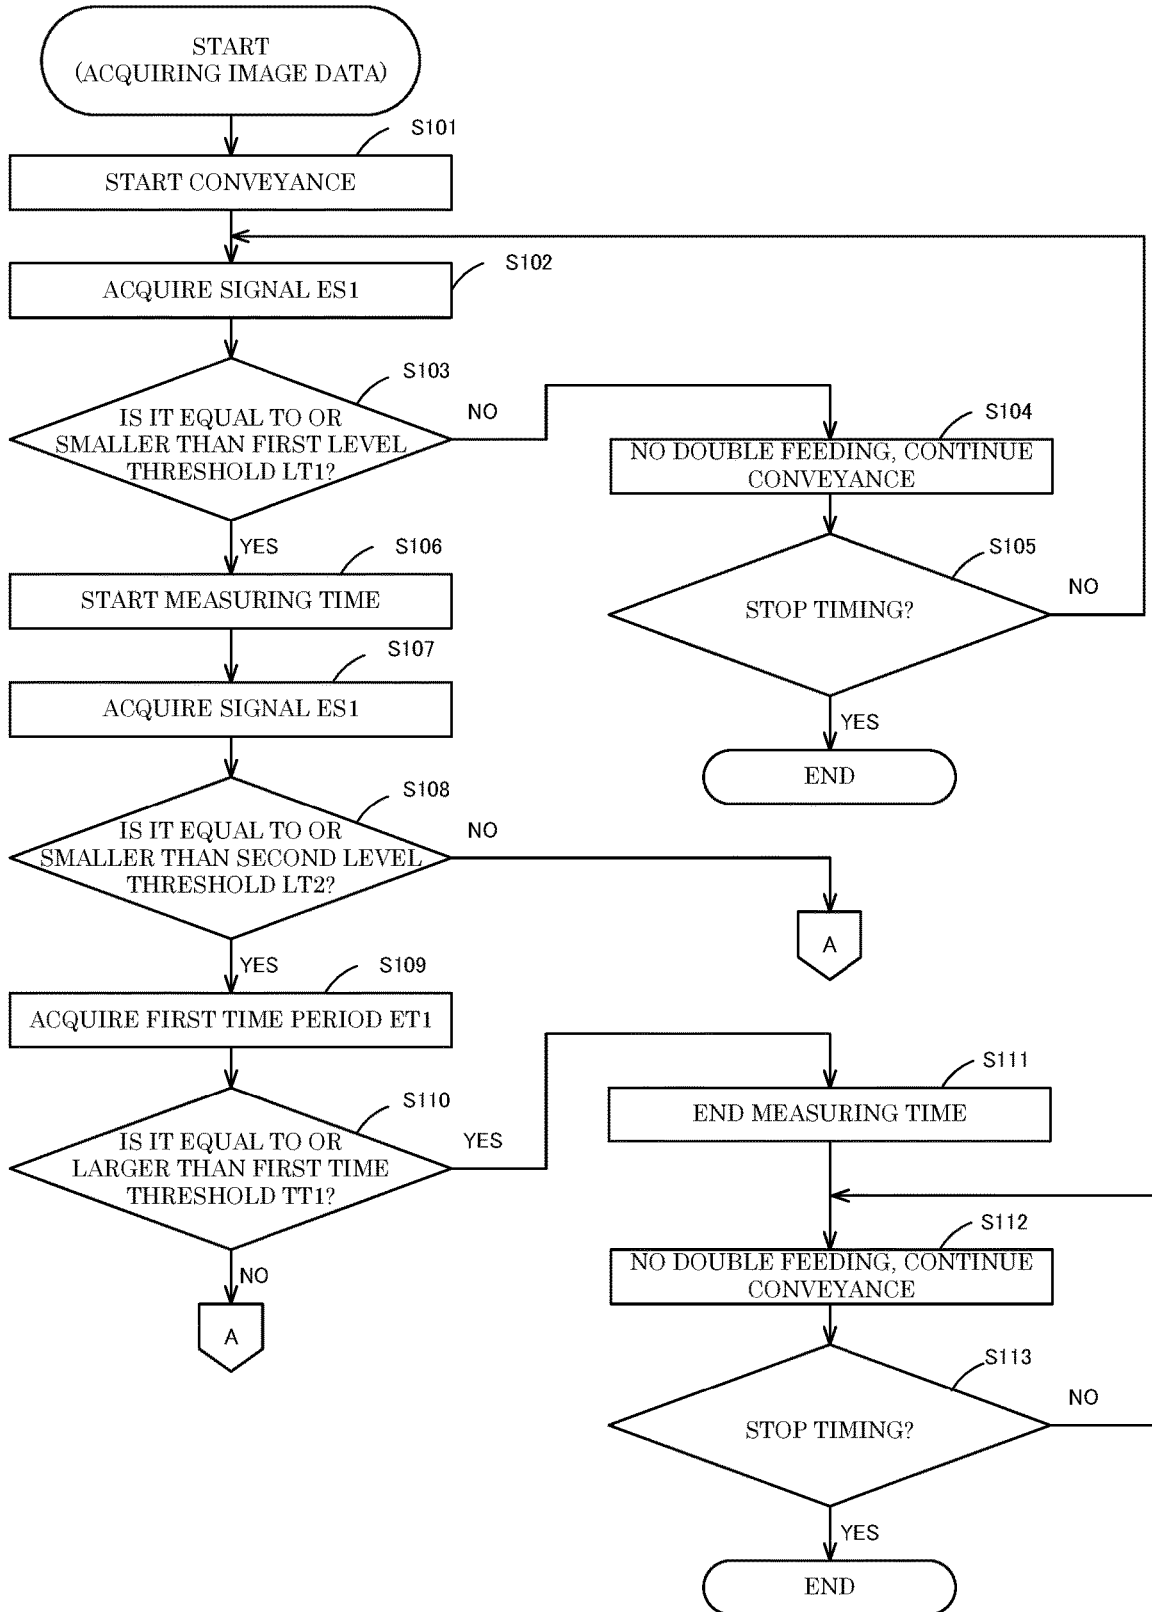 START
(ACQUIRING IMAGE DATA)
S101
START CONVEYANCE
S102
ACQUIRE SIGNAL ES1
S103
IS IT EQUAL TO OR
SMALLER THAN FIRST LEVEL
THRESHOLD LT1?
NO
S104
NO DOUBLE FEEDING, CONTINUE
CONVEYANCE
S105
STOP TIMING?
NO
YES
END
YES
S106
START MEASURING TIME
S107
ACQUIRE SIGNAL ES1
S108
IS IT EQUAL TO OR
SMALLER THAN SECOND LEVEL
THRESHOLD LT2?
NO
A
YES
S109
ACQUIRE FIRST TIME PERIOD ET1
S110
IS IT EQUAL TO OR
LARGER THAN FIRST TIME
THRESHOLD TT1?
YES
NO
A
S111
END MEASURING TIME
S112
NO DOUBLE FEEDING, CONTINUE
CONVEYANCE
S113
STOP TIMING?
NO
YES
END